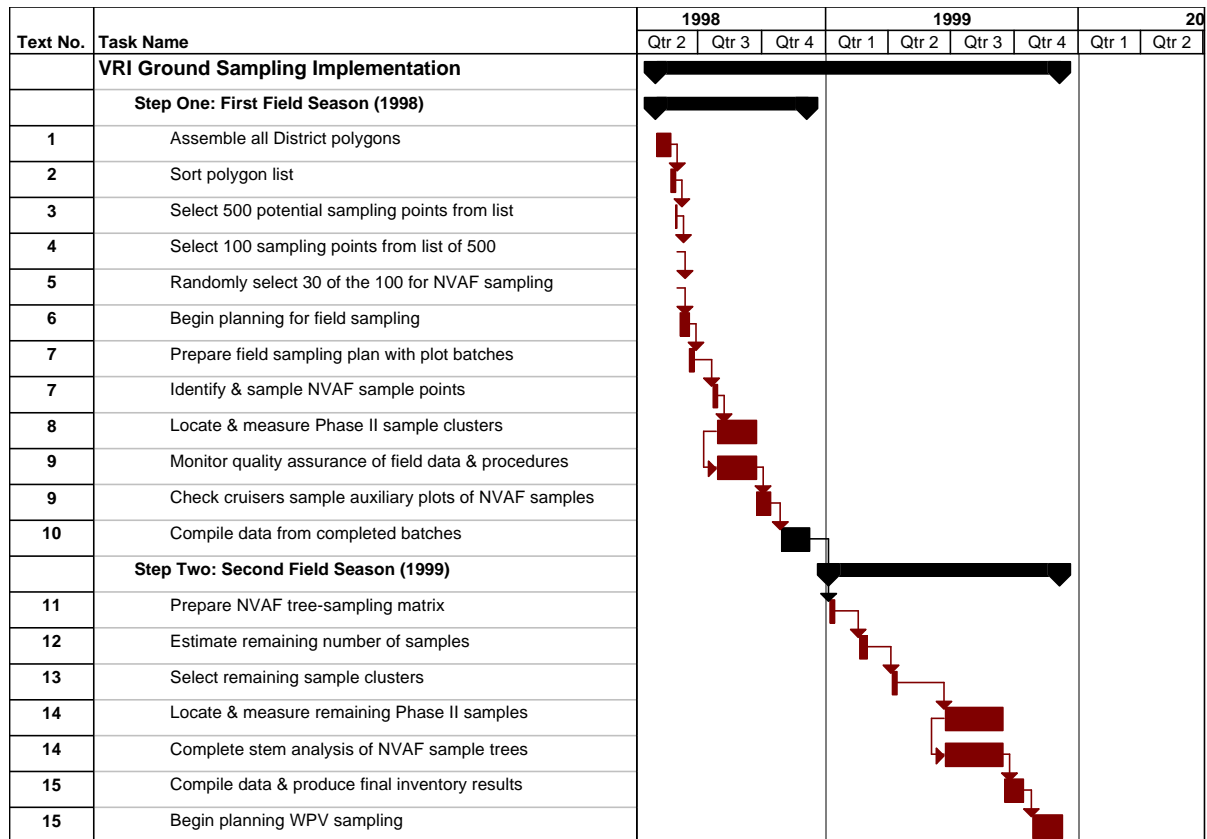 1998 1999 20
Text No. Task Name Qtr 2 Qtr 3 Qtr 4 Qtr 1 Qtr 2 Qtr 3 Qtr 4 Qtr 1 Qtr 2
VRI Ground Sampling Implementation
Step One: First Field Season (1998)
1 Assemble all District polygons
2 Sort polygon list
3 Select 500 potential sampling points from list
4 Select 100 sampling points from list of 500
5 Randomly select 30 of the 100 for NVAF sampling
6 Begin planning for field sampling
7 Prepare field sampling plan with plot batches
7 Identify & sample NVAF sample points
8 Locate & measure Phase II sample clusters
9 Monitor quality assurance of field data & procedures
9 Check cruisers sample auxiliary plots of NVAF samples
10 Compile data from completed batches
Step Two: Second Field Season (1999)
11 Prepare NVAF tree-sampling matrix
12 Estimate remaining number of samples
13 Select remaining sample clusters
14 Locate & measure remaining Phase II samples
14 Complete stem analysis of NVAF sample trees
15 Compile data & produce final inventory results
15 Begin planning WPV sampling